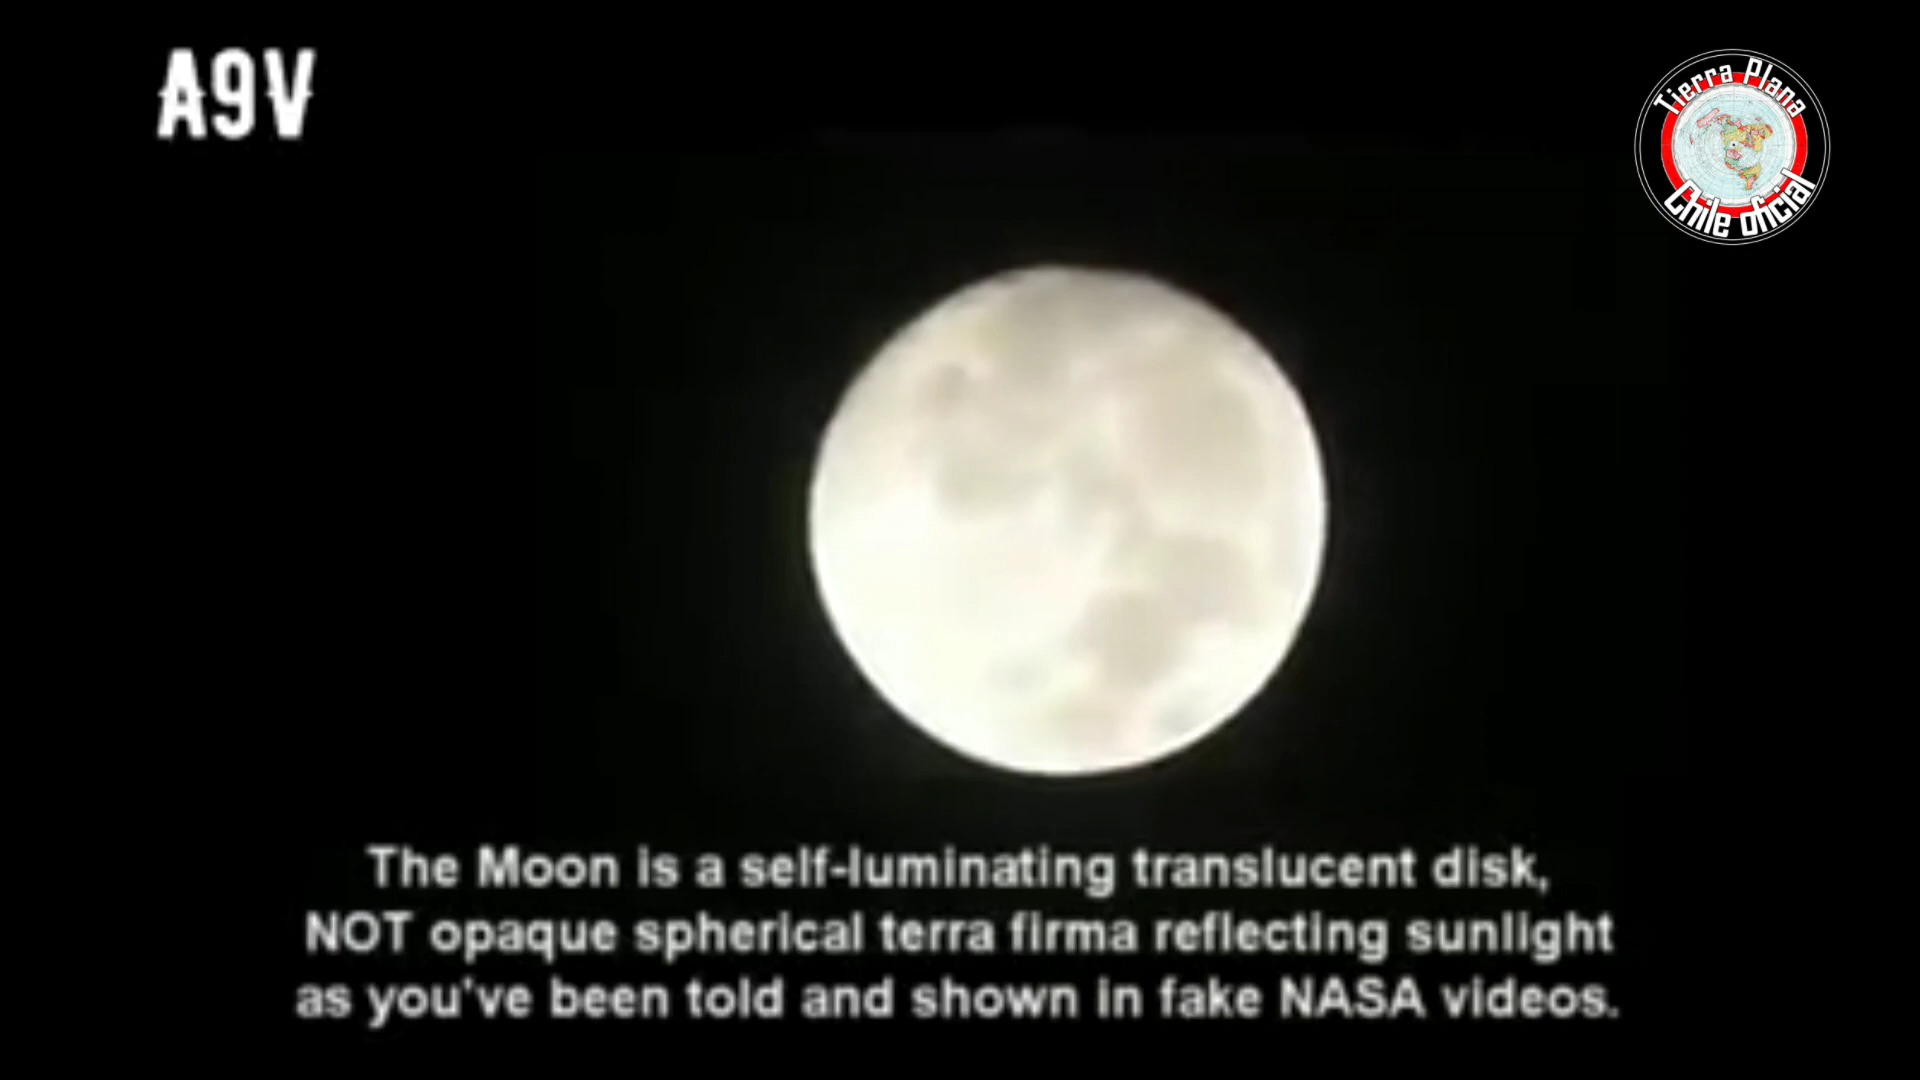 A9V
Tierra Plana
Chile oficial
The Moon is a self-luminating translucent disk,
NOT opaque spherical terra firma reflecting sunlight
as you've been told and shown in fake NASA videos.